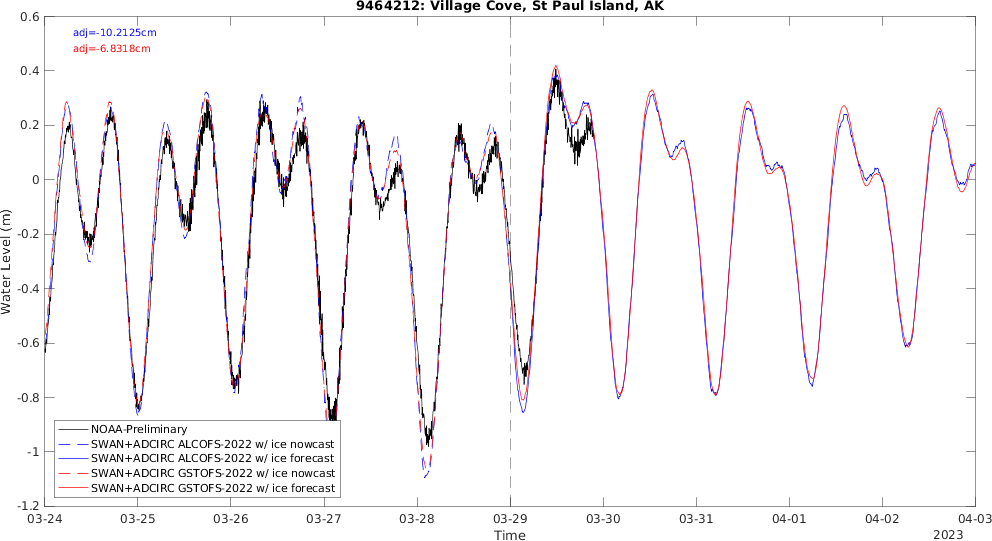 9464212: Village Cove, St Paul Island, AK
adj=-10.2125cm
adj=-6.8318cm
0.6
0.4
0.2
0
-0.2
-0.4
-0.6
-0.8
-1
-1.2
Water Level (m)
NOAA-Preliminary
SWAN+ADCIRC ALCOFS-2022 w/ ice nowcast
SWAN+ADCIRC ALCOFS-2022 w/ ice forecast
SWAN+ADCIRC GSTOFS-2022 w/ ice nowcast
SWAN+ADCIRC GSTOFS-2022 w/ ice forecast
03-24 03-25 03-26 03-27 03-28 03-29 03-30 03-31 04-01 04-02 04-03
Time
2023